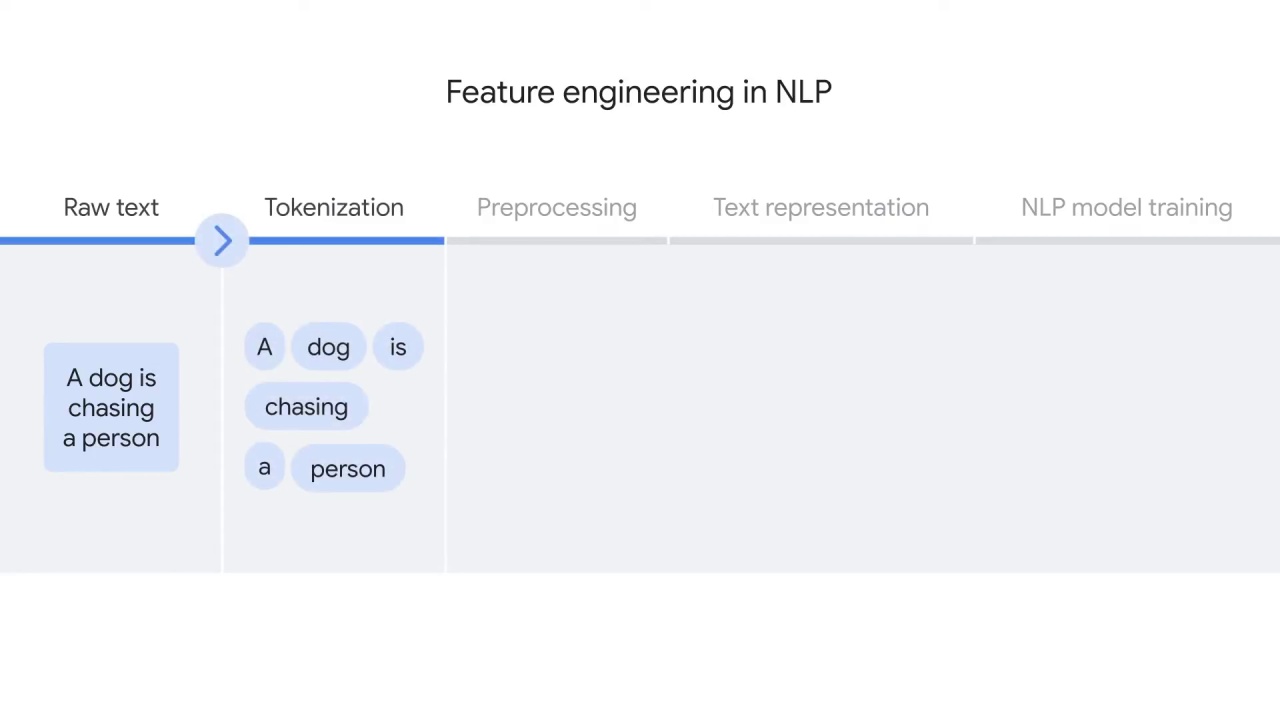 Feature engineering in NLP
Raw text
Tokenization
Preprocessing
Text representation
NLP model training
A dog is
chasing
a person
A dog is
chasing
a person